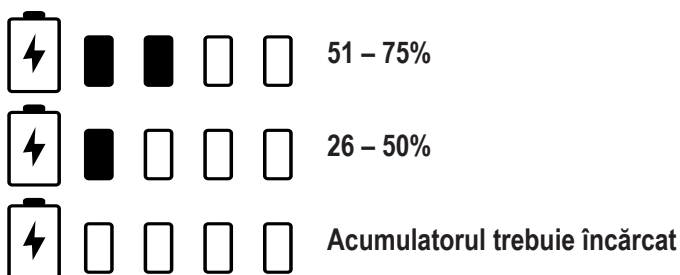 51 – 75%
26 – 50%
Acumulatorul trebuie încărcat